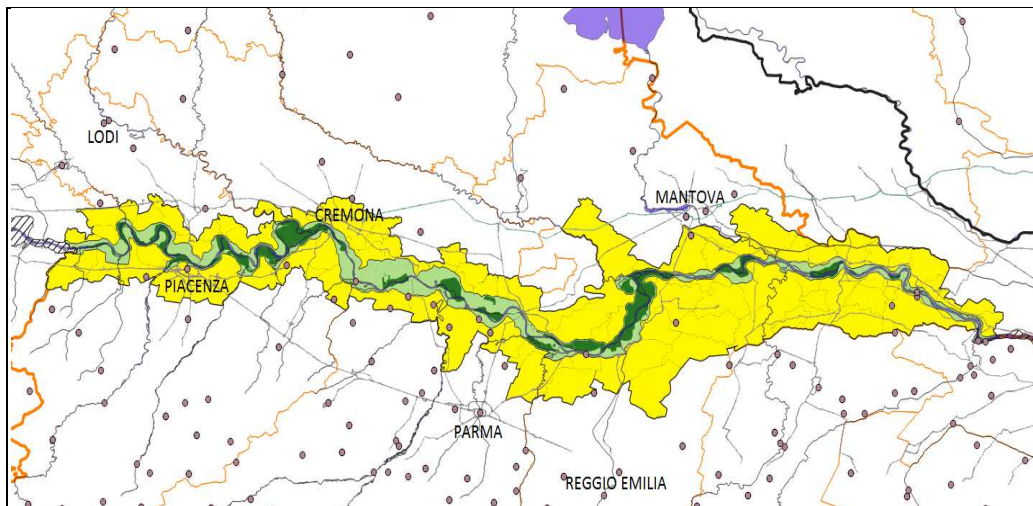 LODI
MANTOVA
CREMONA
PIACENZA
PARMA
REGGIO EMILIA